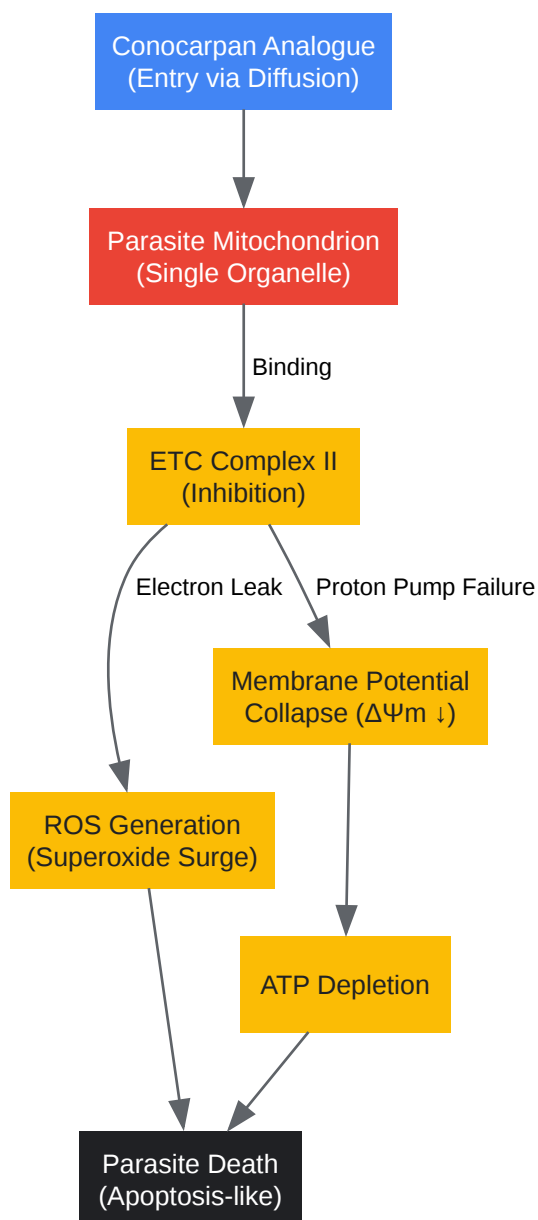 Conocarpan Analogue
(Entry via Diffusion)
Parasite Mitochondrion
(Single Organelle)
Binding
ETC Complex II
(Inhibition)
Electron Leak
Proton Pump Failure
Membrane Potential
Collapse (ΔΨm ↓)
ROS Generation
(Superoxide Surge)
ATP Depletion
Parasite Death
(Apoptosis-like)